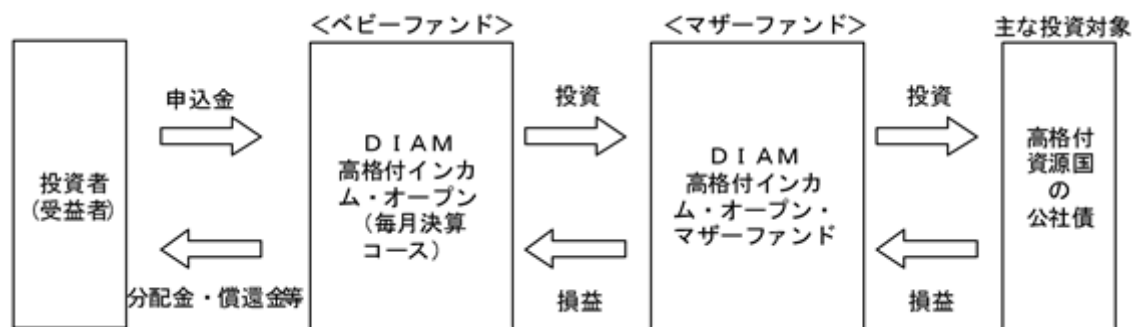 ＜ベビーファンド＞
＜マザーファンド＞
主な投資対象
投資者
(受益者)
申込金
分配金・償還金等
ＤＩＡＭ
高格付インカ
ム・オープン
（毎月決算
コース）
投資
損益
ＤＩＡＭ
高格付インカ
ム・オープン・
マザーファンド
投資
損益
高格付
資源国
の
公社債